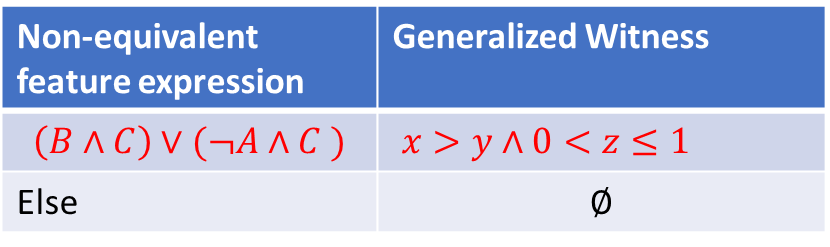 Non-equivalent
feature expression
Generalized Witness
(B ∧ C) ∨ (¬A ∧ C )
x > y ∧ 0 < z ≤ 1
Else
∅